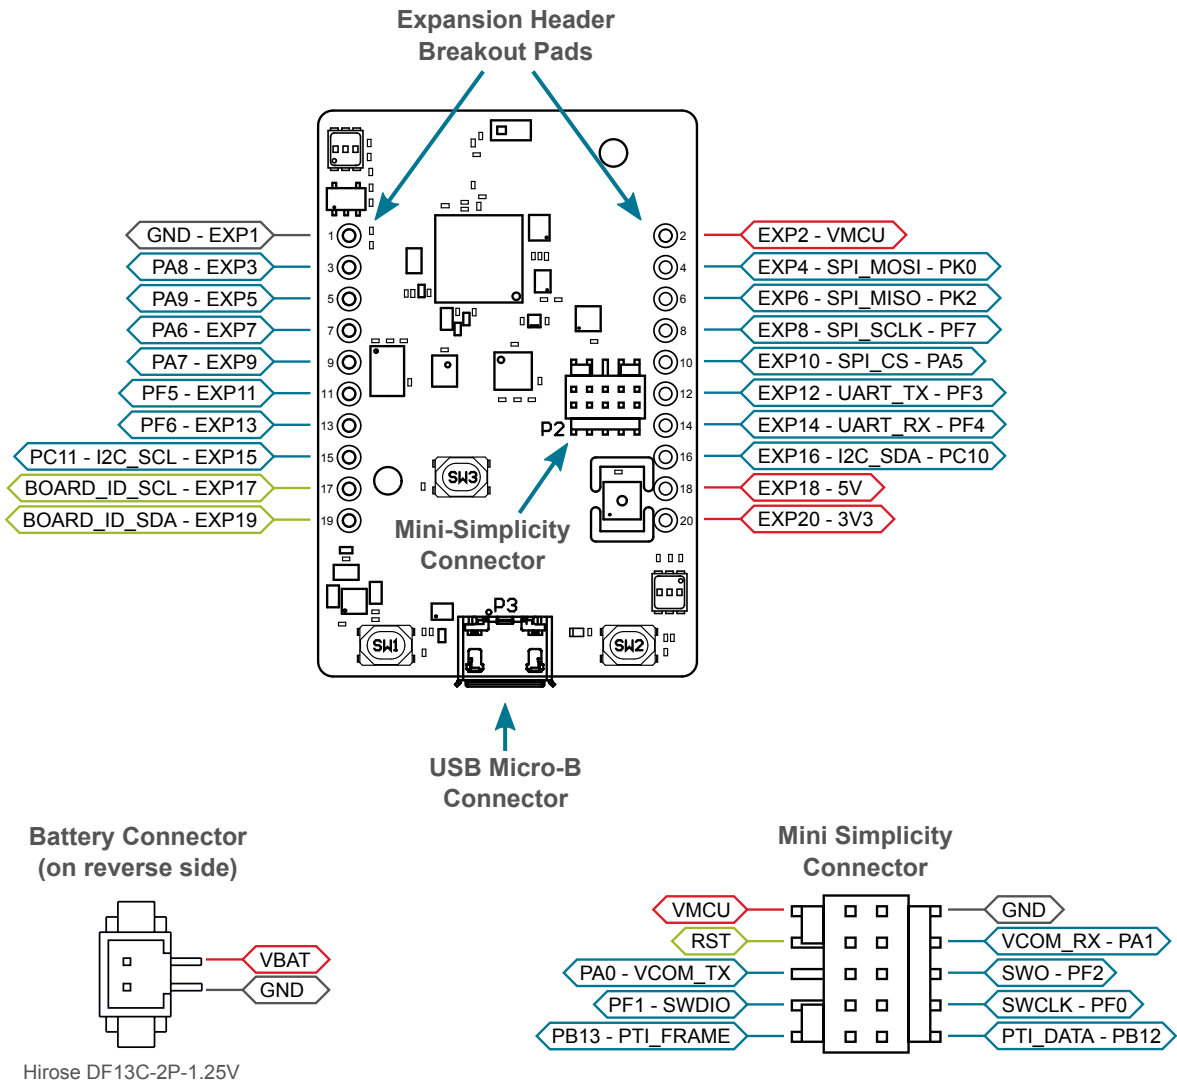 Expansion Header
Breakout Pads
GND - EXP1
1
2
EXP2 - VMCU
PA8 - EXP3
3
4
EXP4 - SPI_MOSI - PK0
PA9 - EXP5
5
6
EXP6 - SPI_MISO - PK2
PA6 - EXP7
7
8
EXP8 - SPI_SCLK - PF7
PA7 - EXP9
9
10
EXP10 - SPI_CS - PA5
PF5 - EXP11
11
12
EXP12 - UART_TX - PF3
PF6 - EXP13
13
P2
14
EXP14 - UART_RX - PF4
PC11 - I2C_SCL - EXP15
15
16
EXP16 - I2C_SDA - PC10
BOARD_ID_SCL - EXP17
17
SW3
18
EXP18 - 5V
BOARD_ID_SDA - EXP19
19
20
EXP20 - 3V3
Mini-Simplicity
Connector
P3
SW1
SW2
USB Micro-B
Connector
Battery Connector
(on reverse side)
VBAT
GND
Hirose DF13C-2P-1.25V
Mini Simplicity
Connector
VMCU
GND
RST
VCOM_RX - PA1
PA0 - VCOM_TX
SWO - PF2
PF1 - SWDIO
SWCLK - PF0
PB13 - PTI_FRAME
PTI_DATA - PB12